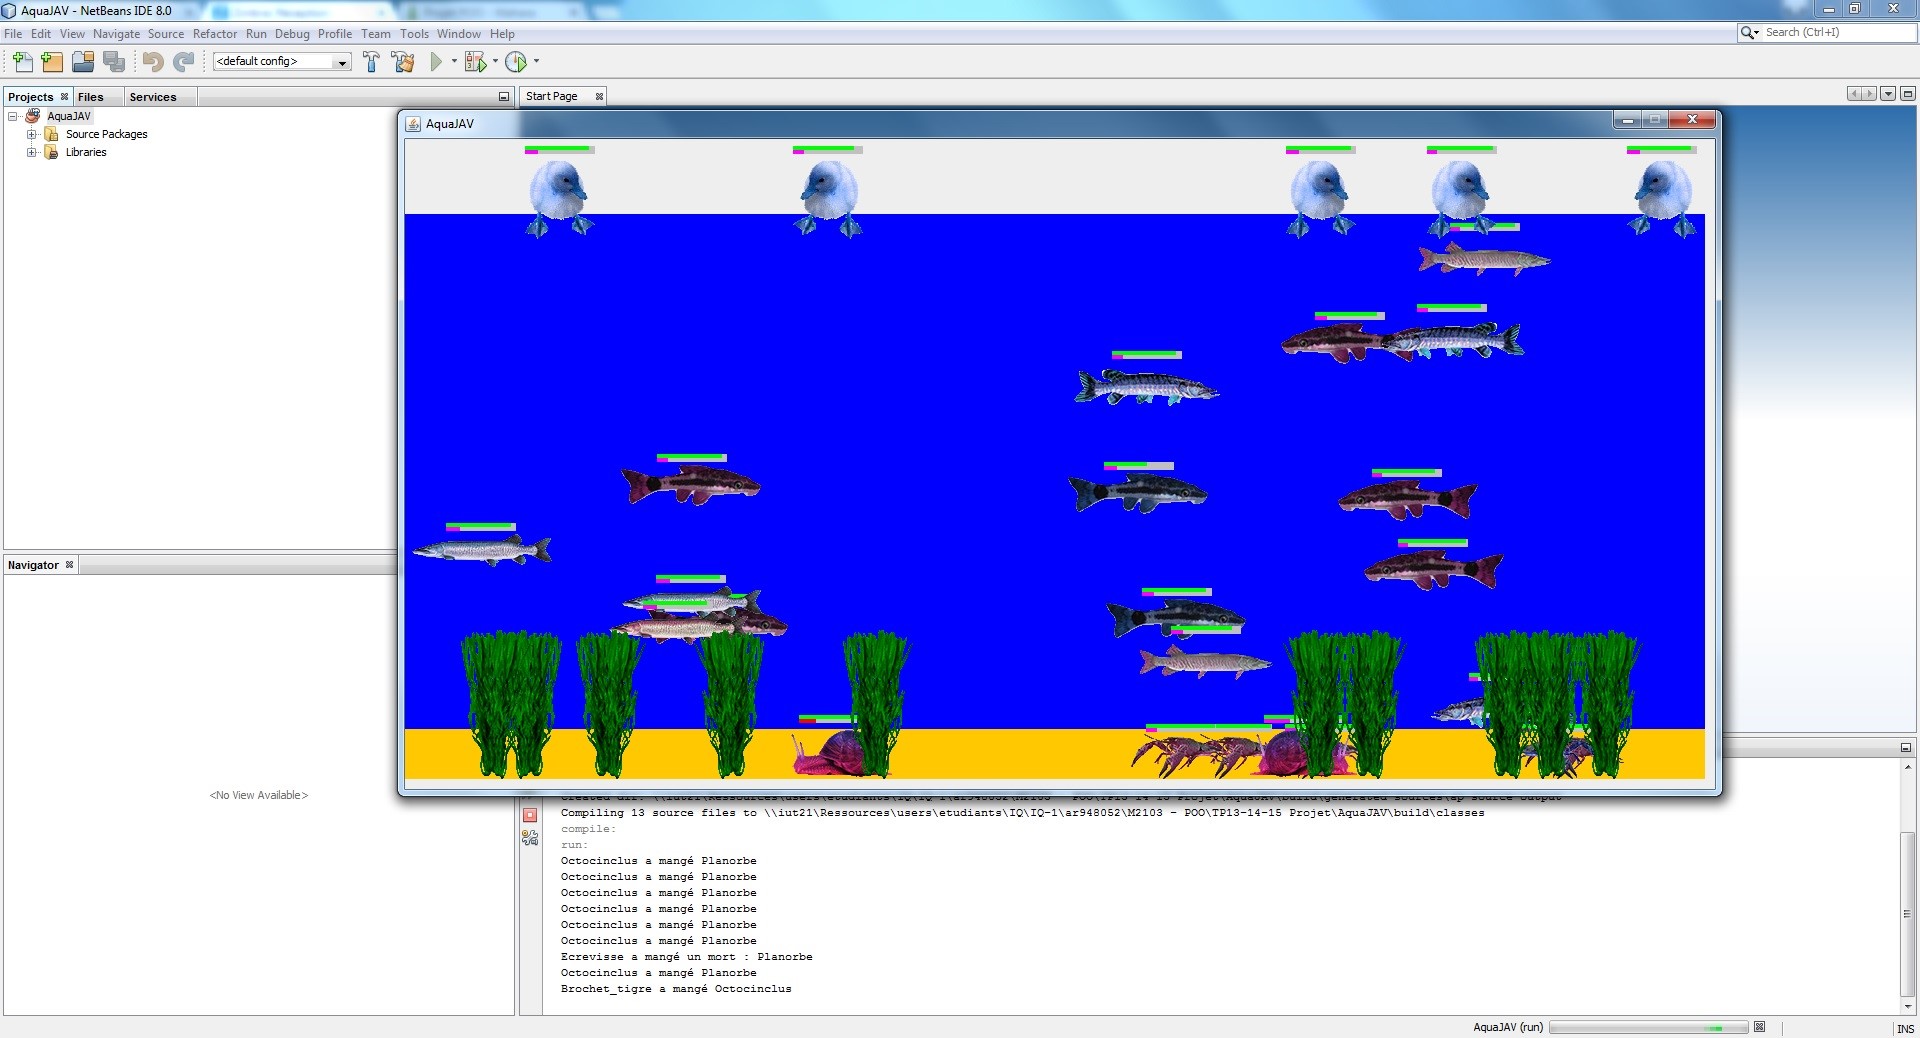 AquaJAV - NetBeans IDE 8.0
File Edit View Navigate Source Refactor Run Debug Profile Team Tools Window Help
Search (Ctrl+I)
<default config>
Projects Files Services
Start Page
AquaJAV
Source Packages
Libraries
AquaJAV
Navigator
<No View Available>
Compiling 13 source files to \\iut21\Ressources\users\etudiants\IQ\IQ-1\ar948052\M2103 - POO\TP13-14-15 Projet\AquaJAV\build\classes
compile:
run:
Octocinclus a mangé Planorbe
Octocinclus a mangé Planorbe
Octocinclus a mangé Planorbe
Octocinclus a mangé Planorbe
Octocinclus a mangé Planorbe
Octocinclus a mangé Planorbe
Ecrevisse a mangé un mort : Planorbe
Octocinclus a mangé Planorbe
Brochet_tigre a mangé Octocinclus
AquaJAV (run)
INS